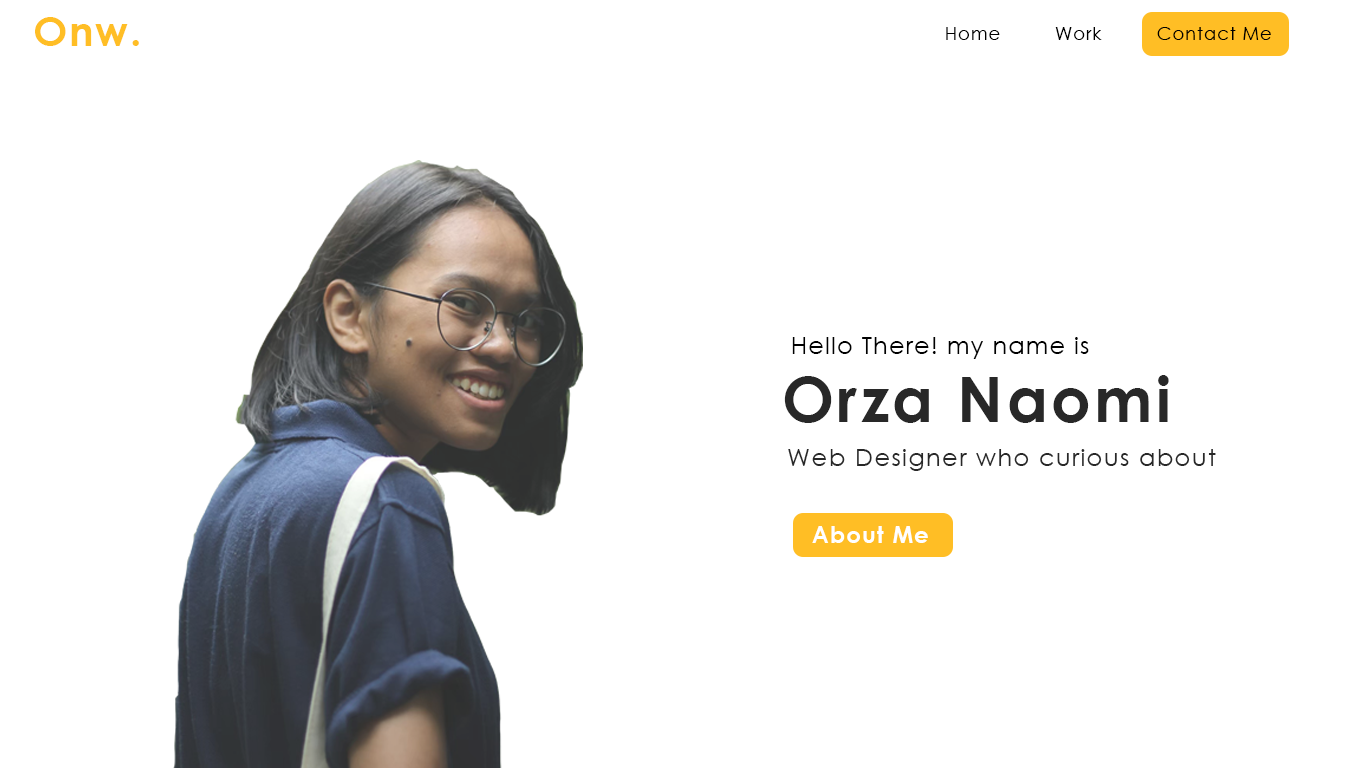 Onw.
Home
Work
Contact Me
Hello There! my name is
Orza Naomi
Web Designer who curious about
About Me